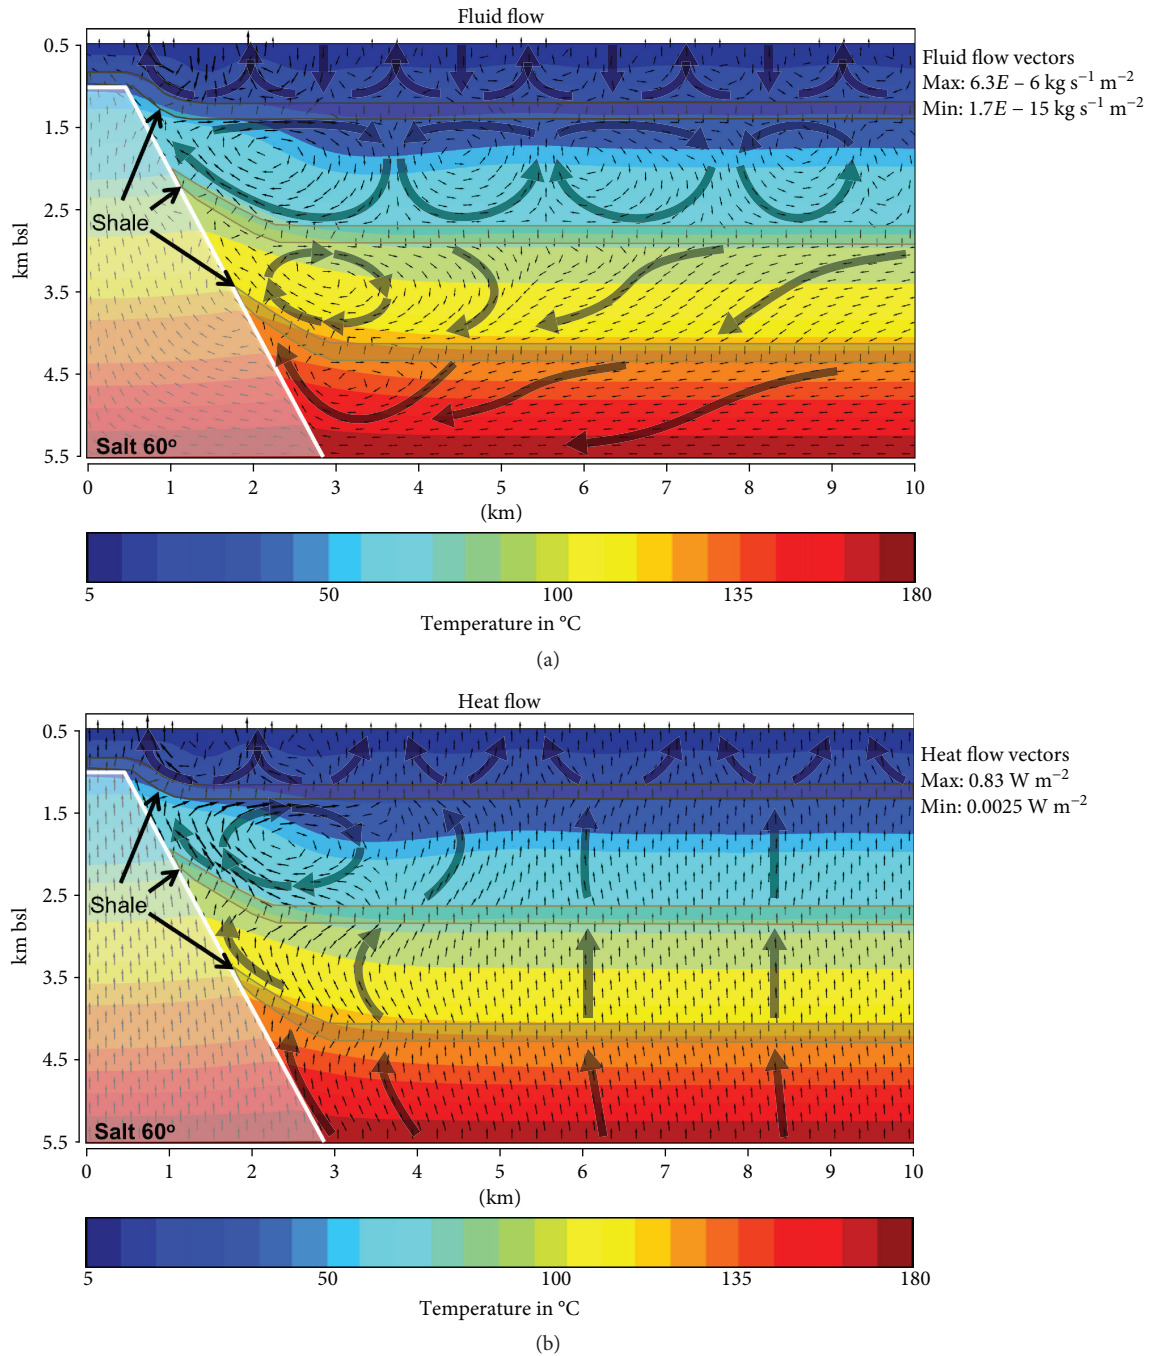 Fluid flow
0.5
1.5
2.5
3.5
4.5
5.5
km bsl
Shale
Salt 60º
0 1 2 3 4 5 6 7 8 9 10
(km)
Fluid flow vectors
Max: 6.3E – 6 kg s⁻¹ m⁻²
Min: 1.7E – 15 kg s⁻¹ m⁻²
5 50 100 135 180
Temperature in °C
(a)
Heat flow
0.5
1.5
2.5
3.5
4.5
5.5
km bsl
Shale
Salt 60º
0 1 2 3 4 5 6 7 8 9 10
(km)
Heat flow vectors
Max: 0.83 W m⁻²
Min: 0.0025 W m⁻²
5 50 100 135 180
Temperature in °C
(b)